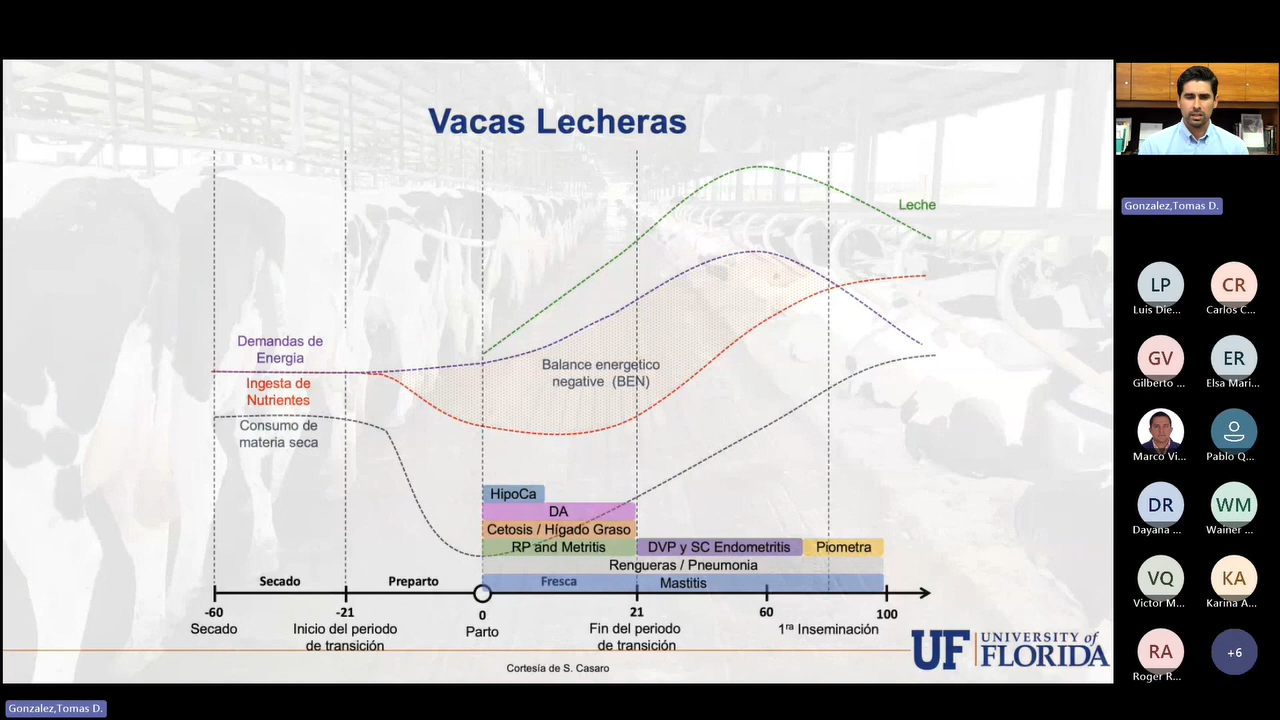 Vacas Lecheras
Leche
Demandas de
Energia
Ingesta de
Nutrientes
Consumo de
materia seca
Balance energético
negative (BEN)
HipoCa
DA
Cetosis / Hígado Graso
RP and Metritis
DVP y SC Endometritis
Piometra
Rengueras / Pneumonia
Secado
Preparto
Fresca
Mastitis
-60
-21
0
21
60
100
Secado
Inicio del periodo
de transición
Parto
Fin del periodo
de transición
1ra Inseminación
Cortesía de S. Casaro
UF UNIVERSITY of
FLORIDA
Gonzalez,Tomas D.
Gonzalez,Tomas D.
LP
CR
Luis Die...
Carlos C...
GV
ER
Gilberto ...
Elsa Mari...
Marco Vi...
Pablo Q...
DR
WM
Dayana ...
Wainer ...
VQ
KA
Victor M...
Karina A...
RA
+6
Roger R...